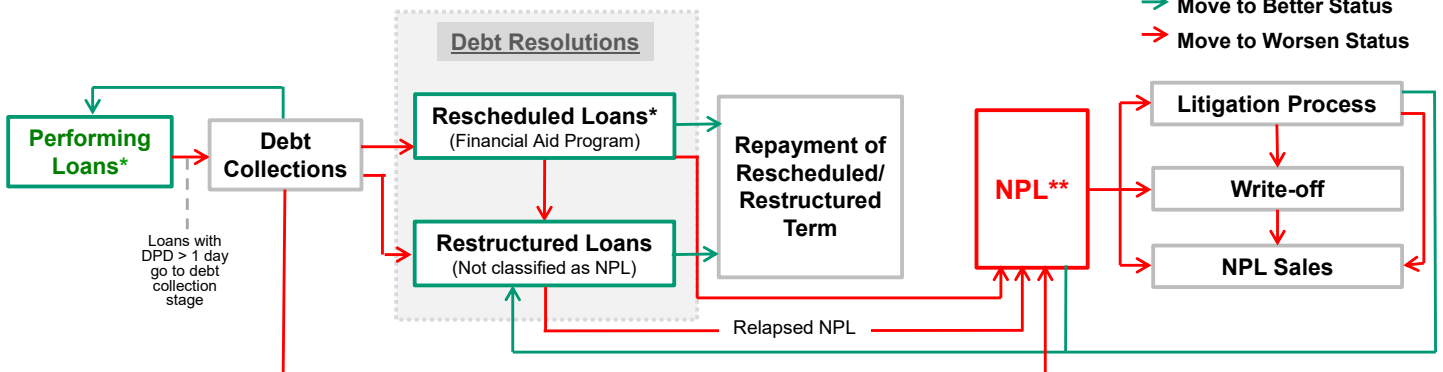 Move to Better Status
Move to Worsen Status
Debt Resolutions
Performing
Loans*
Debt
Collections
Rescheduled Loans*
(Financial Aid Program)
Restructured Loans
(Not classified as NPL)
Repayment of
Rescheduled/
Restructured
Term
NPL**
Litigation Process
Write-off
NPL Sales
Loans with
DPD > 1 day
go to debt
collection
stage
Relapsed NPL